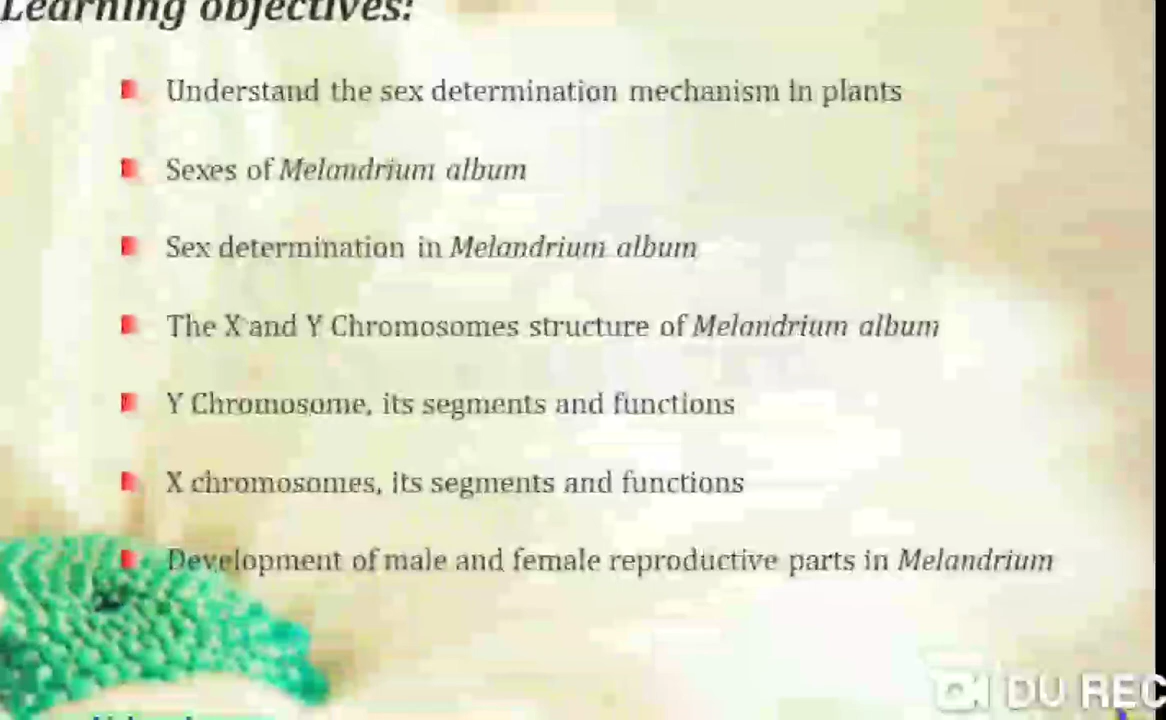 Learning objectives:
Understand the sex determination mechanism in plants
Sexes of Melandrium album
Sex determination in Melandrium album
The X and Y Chromosomes structure of Melandrium album
Y Chromosome, its segments and functions
X chromosomes, its segments and functions
Development of male and female reproductive parts in Melandrium
DU REC